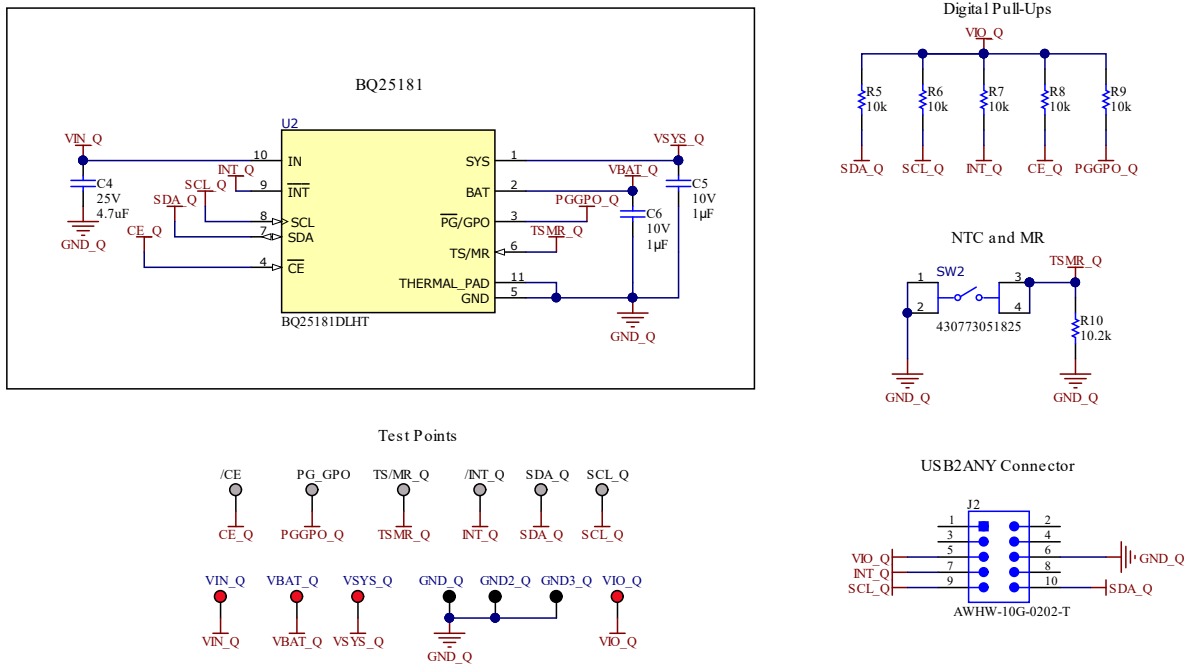 Digital Pull-Ups
VIO_Q
R5
10k
R6
10k
R7
10k
R8
10k
R9
10k
SDA_Q
SCL_Q
INT_Q
CE_Q
PGGPO_Q
BQ25181
U2
VIN_Q
C4
25V
4.7uF
GND_Q
INT_Q
SCL_Q
SDA_Q
CE_Q
10 IN
9 INT
8 SCL
7 SDA
4 CE
SYS 1
BAT 2
PG/GPO 3
TS/MR 6
THERMAL_PAD 11
GND 5
BQ25181DLHT
VSYS_Q
VBAT_Q
PGGPO_Q
TSMR_Q
C5
10V
1µF
C6
10V
1µF
GND_Q
NTC and MR
TSMR_Q
SW2
1
2
3
4
430773051825
R10
10.2k
GND_Q
GND_Q
Test Points
/CE
PG_GPO
TS/MR_Q
/INT_Q
SDA_Q
SCL_Q
CE_Q
PGGPO_Q
TSMR_Q
INT_Q
SDA_Q
SCL_Q
VIN_Q
VBAT_Q
VSYS_Q
GND_Q
GND2_Q
GND3_Q
VIO_Q
VIN_Q
VBAT_Q
VSYS_Q
GND_Q
VIO_Q
USB2ANY Connector
J2
1 2
3 4
VIO_Q 5 6 GND_Q
INT_Q 7 8
SCL_Q 9 10 SDA_Q
AWHW-10G-0202-T